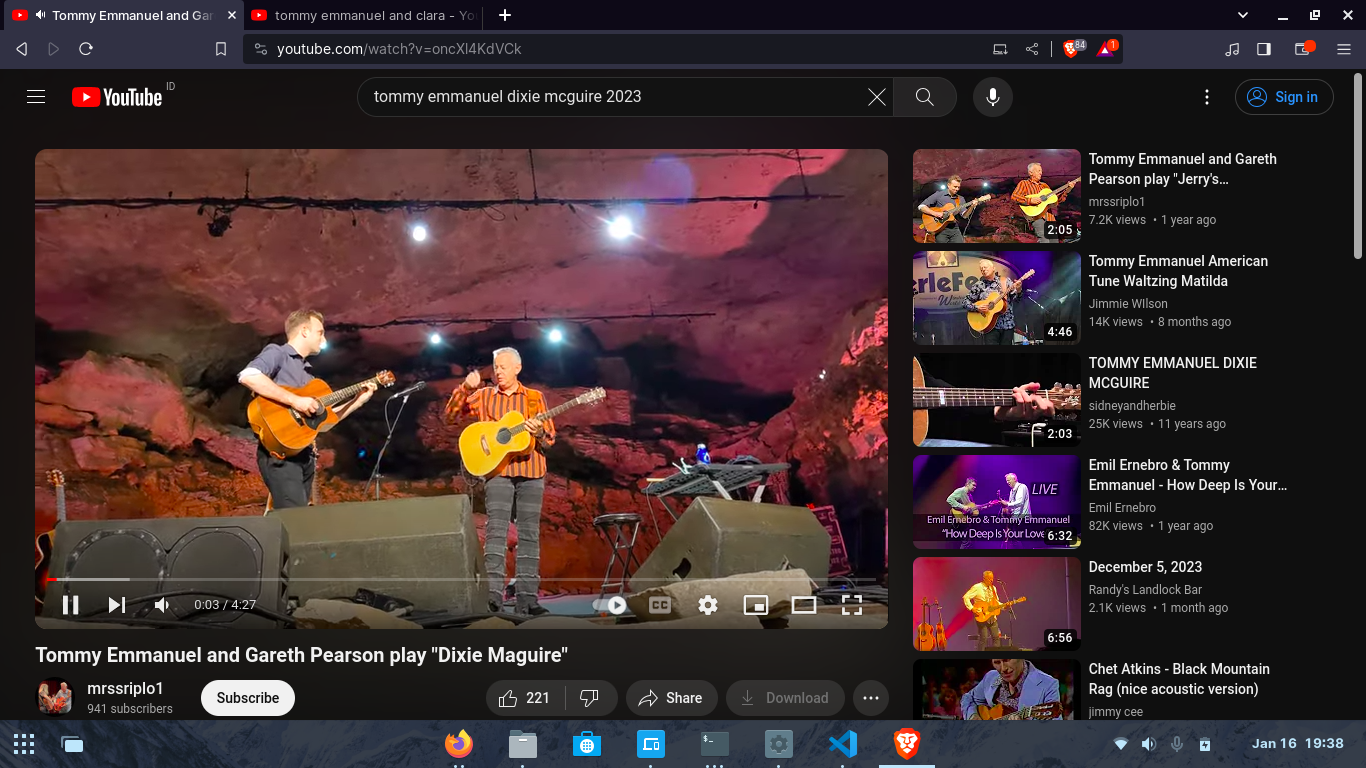 Tommy Emmanuel and Gar
tommy emmanuel and clara - Yo
youtube.com/watch?v=oncXl4KdVCk
84
1
YouTube ID
tommy emmanuel dixie mcguire 2023
Sign in
0:03 / 4:27
CC
Tommy Emmanuel and Gareth Pearson play "Dixie Maguire"
mrssriplo1
941 subscribers
Subscribe
221
Share
Download
2:05
Tommy Emmanuel and Gareth
Pearson play "Jerry's...
mrssriplo1
7.2K views • 1 year ago
erleFest
4:46
Tommy Emmanuel American
Tune Waltzing Matilda
Jimmie WIlson
14K views • 8 months ago
2:03
TOMMY EMMANUEL DIXIE
MCGUIRE
sidneyandherbie
25K views • 11 years ago
LIVE
Emil Ernebro & Tommy Emmanuel
"How Deep Is Your Love
6:32
Emil Ernebro & Tommy
Emmanuel - How Deep Is Your...
Emil Ernebro
82K views • 1 year ago
6:56
December 5, 2023
Randy's Landlock Bar
2.1K views • 1 month ago
Chet Atkins - Black Mountain
Rag (nice acoustic version)
jimmy cee
$_
Jan 16 19:38